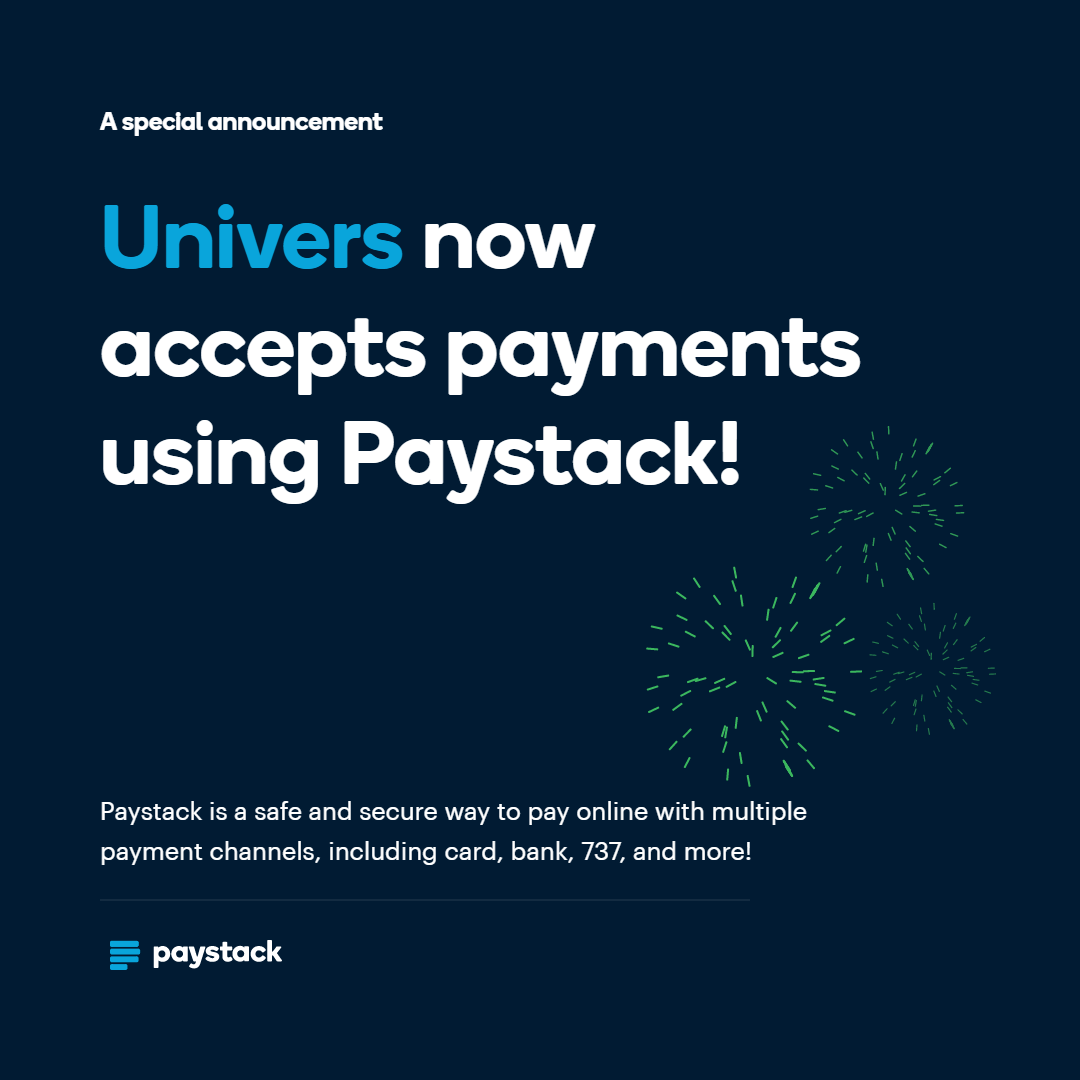 A special announcement
Univers now
accepts payments
using Paystack!
Paystack is a safe and secure way to pay online with multiple
payment channels, including card, bank, 737, and more!
paystack